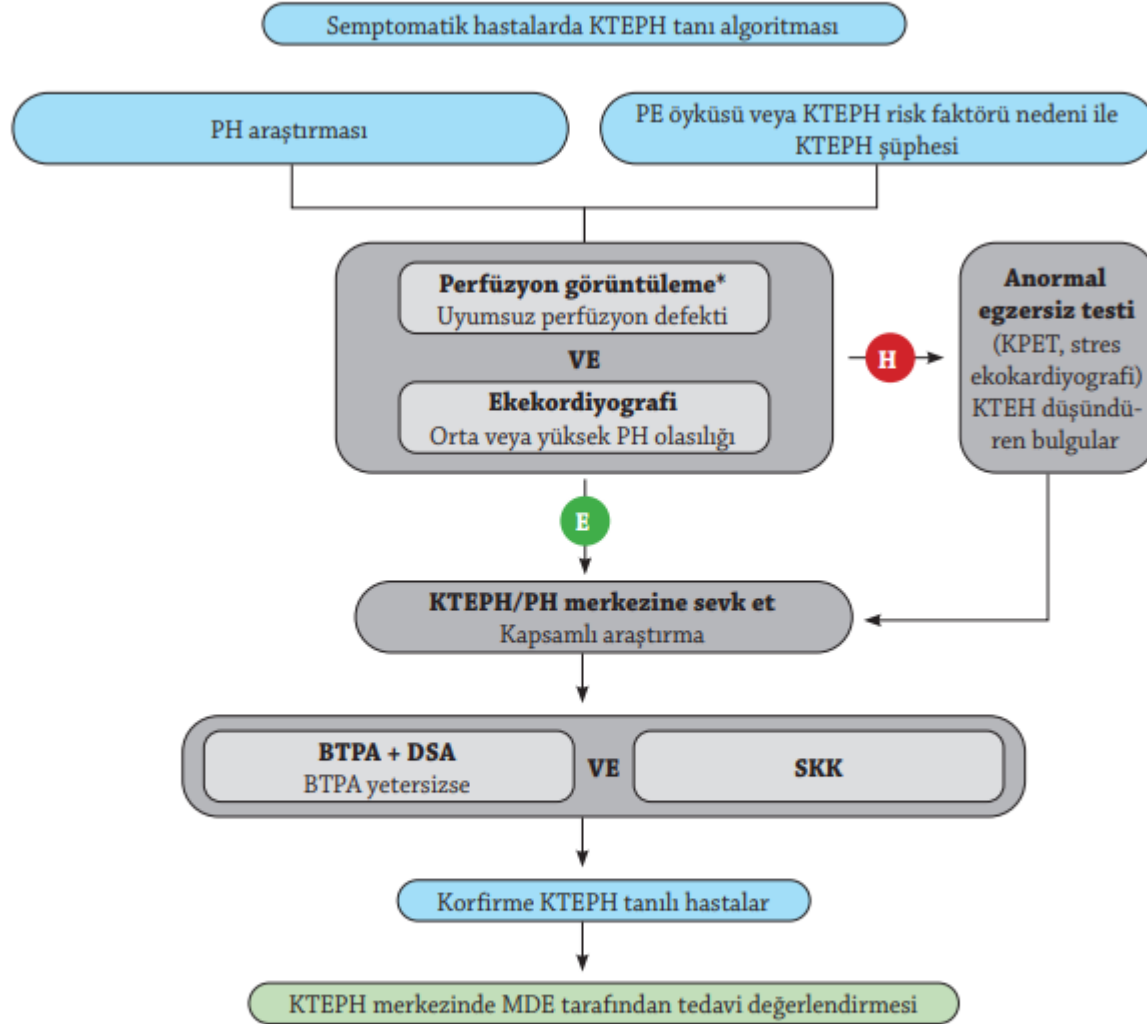 Semptomatik hastalarda KTEPH tanı algoritması
PH araştırması
PE öyküsü veya KTEPH risk faktörü nedeni ile
KTEPH şüphesi
Perfüzyon görüntüleme*
Uyumsuz perfüzyon defekti
VE
Ekekordiyografi
Orta veya yüksek PH olasılığı
H
Anormal
egzersiz testi
(KPET, stres
ekokardiyografi)
KTEH düşündü-
ren bulgular
E
KTEPH/PH merkezine sevk et
Kapsamlı araştırma
BTPA + DSA
BTPA yetersizse
VE
SKK
Korfirme KTEPH tanılı hastalar
KTEPH merkezinde MDE tarafından tedavi değerlendirmesi